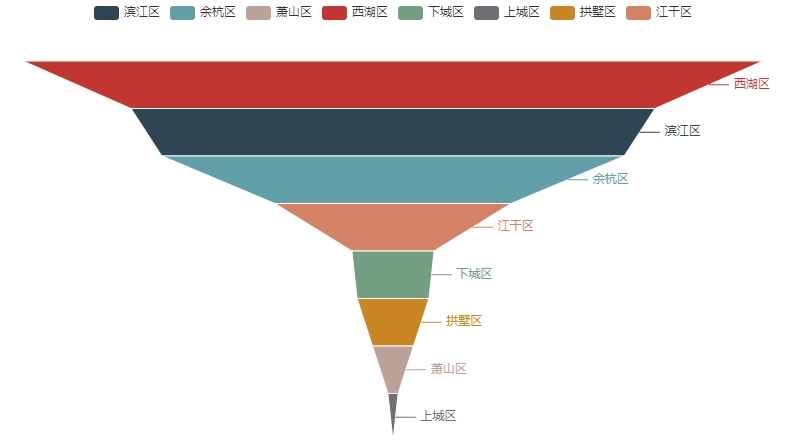 滨江区 余杭区 萧山区 西湖区 下城区 上城区 拱墅区 江干区
西湖区
滨江区
余杭区
江干区
下城区
拱墅区
萧山区
上城区